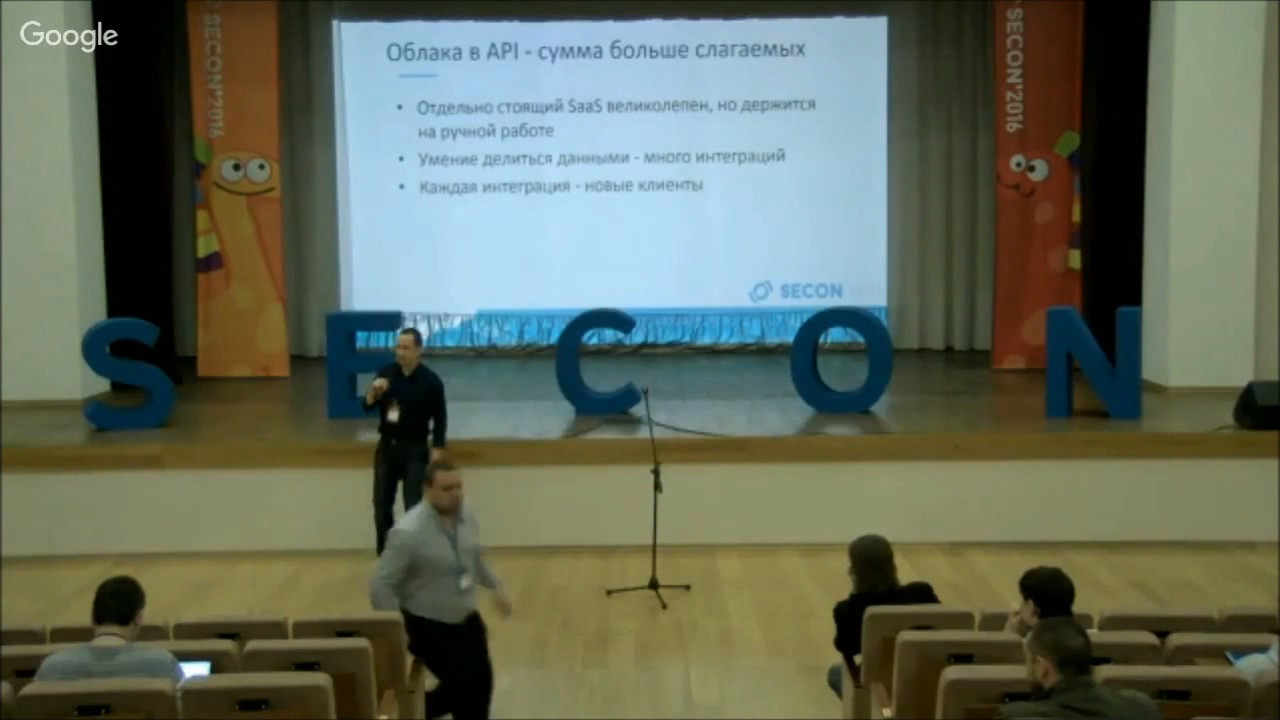 Google
SECON'2016
SECON'2016
Облака в API - сумма больше слагаемых
• Отдельно стоящий SaaS великолепен, но держится
на ручной работе
• Умение делиться данными - много интеграций
• Каждая интеграция - новые клиенты
SECON
SECON